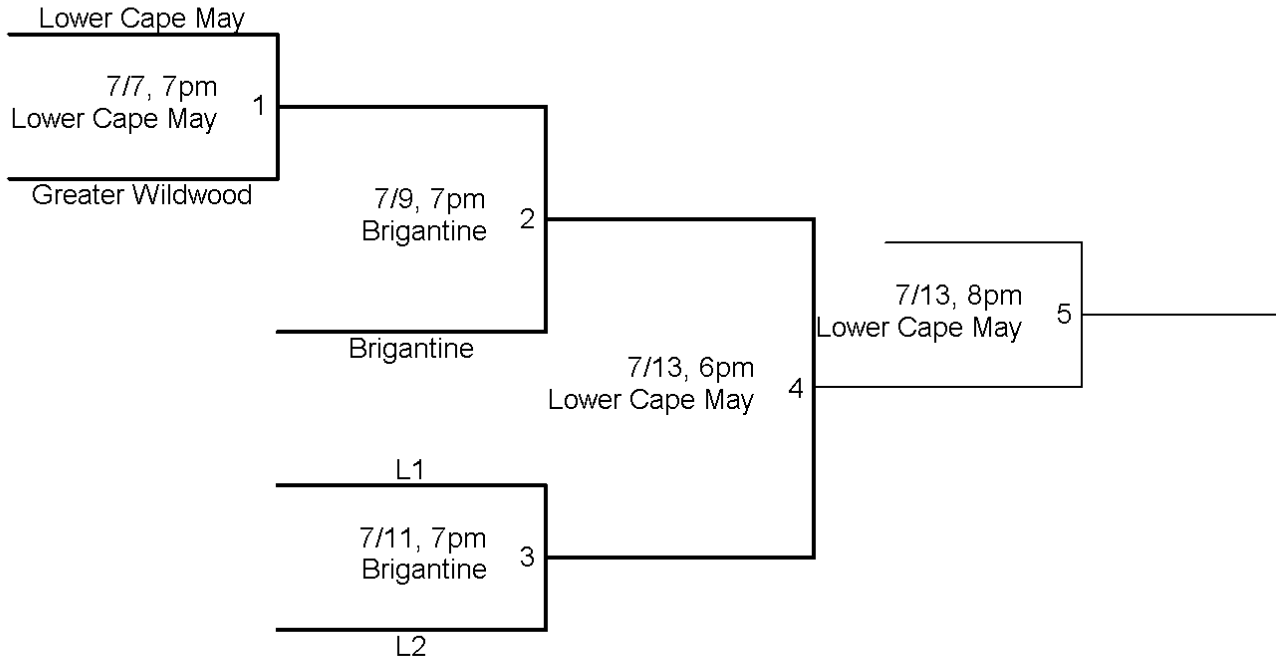 Lower Cape May
7/7, 7pm
Lower Cape May
1
Greater Wildwood
7/9, 7pm
Brigantine
2
Brigantine
7/13, 8pm
Lower Cape May
5
7/13, 6pm
Lower Cape May
4
L1
7/11, 7pm
Brigantine
3
L2